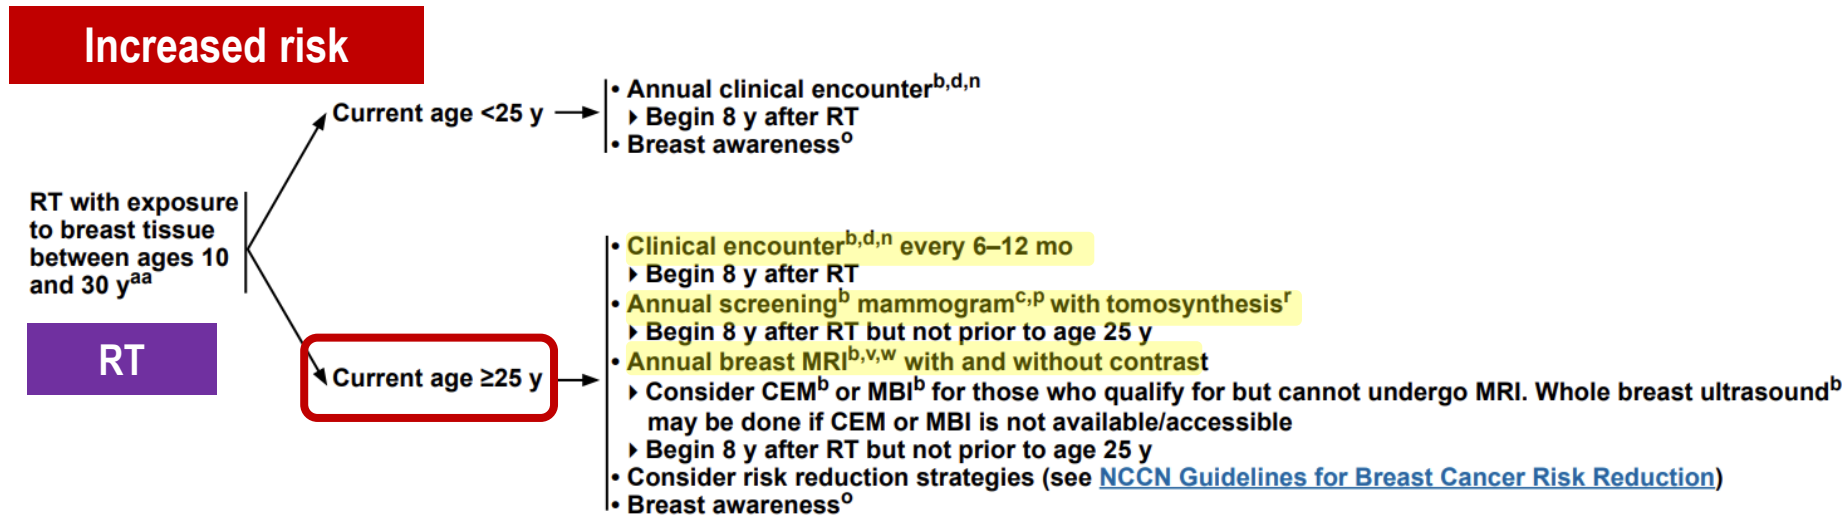 Increased risk
Current age <25 y
• Annual clinical encounterb,d,n
▸ Begin 8 y after RT
• Breast awarenesso
RT with exposure
to breast tissue
between ages 10
and 30 yaa
RT
Current age ≥25 y
• Clinical encounterb,d,n every 6–12 mo
▸ Begin 8 y after RT
• Annual screeningb mammogramc,p with tomosynthesisr
▸ Begin 8 y after RT but not prior to age 25 y
• Annual breast MRIb,v,w with and without contrast
▸ Consider CEMb or MBIb for those who qualify for but cannot undergo MRI. Whole breast ultrasoundb
may be done if CEM or MBI is not available/accessible
▸ Begin 8 y after RT but not prior to age 25 y
• Consider risk reduction strategies (see NCCN Guidelines for Breast Cancer Risk Reduction)
• Breast awarenesso